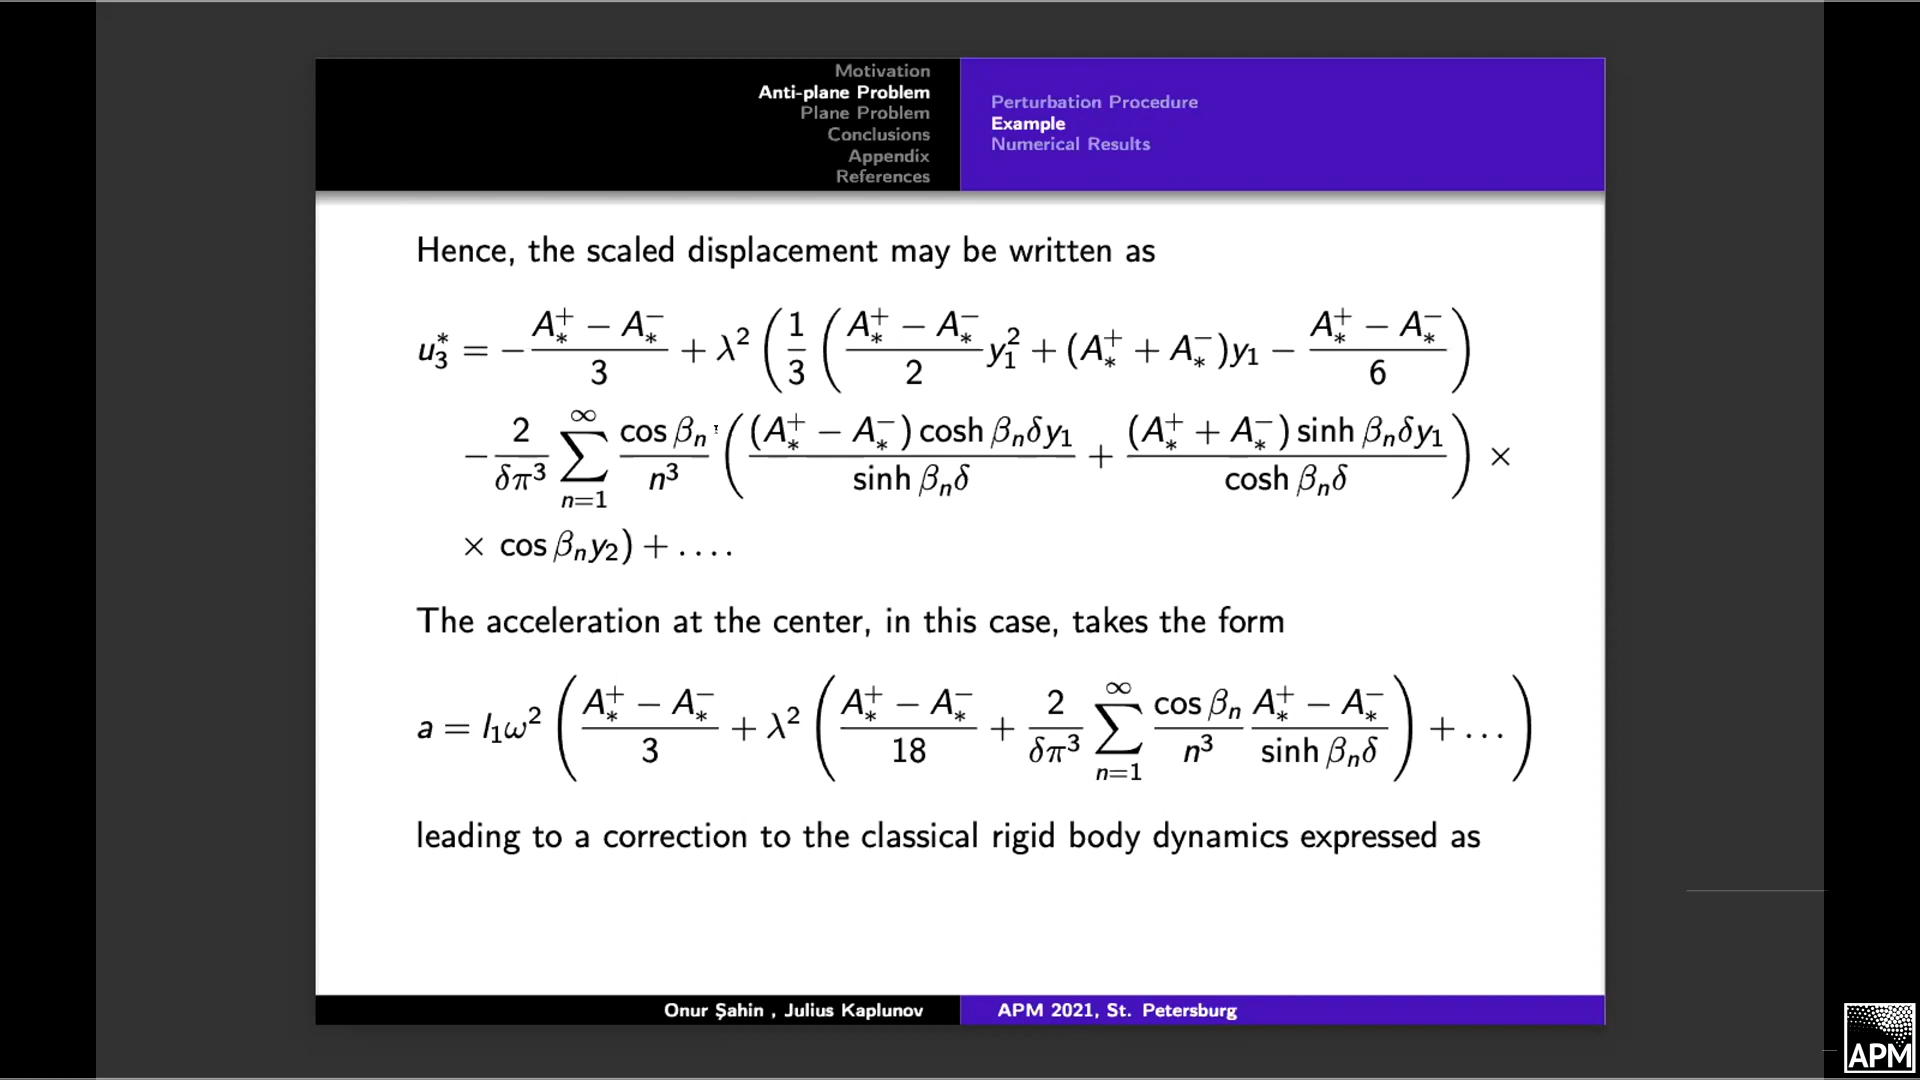 Motivation
Anti-plane Problem
Plane Problem
Conclusions
Appendix
References
Perturbation Procedure
Example
Numerical Results
Hence, the scaled displacement may be written as
u₃* = −(A₊* − A₋*)/3 + λ²(1/3((A₊* − A₋*)/2 y₁² + (A₊* + A₋*)y₁ − (A₊* − A₋*)/6)
− 2/(δπ³) ∑_{n=1}^{∞} cos βₙ/n³ ((A₊* − A₋*) cosh βₙδy₁/sinh βₙδ + (A₊* + A₋*) sinh βₙδy₁/cosh βₙδ) ×
× cos βₙy₂) + ....
The acceleration at the center, in this case, takes the form
a = l₁ω²((A₊* − A₋*)/3 + λ²((A₊* − A₋*)/18 + 2/(δπ³) ∑_{n=1}^{∞} cos βₙ/n³ (A₊* − A₋*)/sinh βₙδ) + ...)
leading to a correction to the classical rigid body dynamics expressed as
Onur Şahin , Julius Kaplunov
APM 2021, St. Petersburg
APM